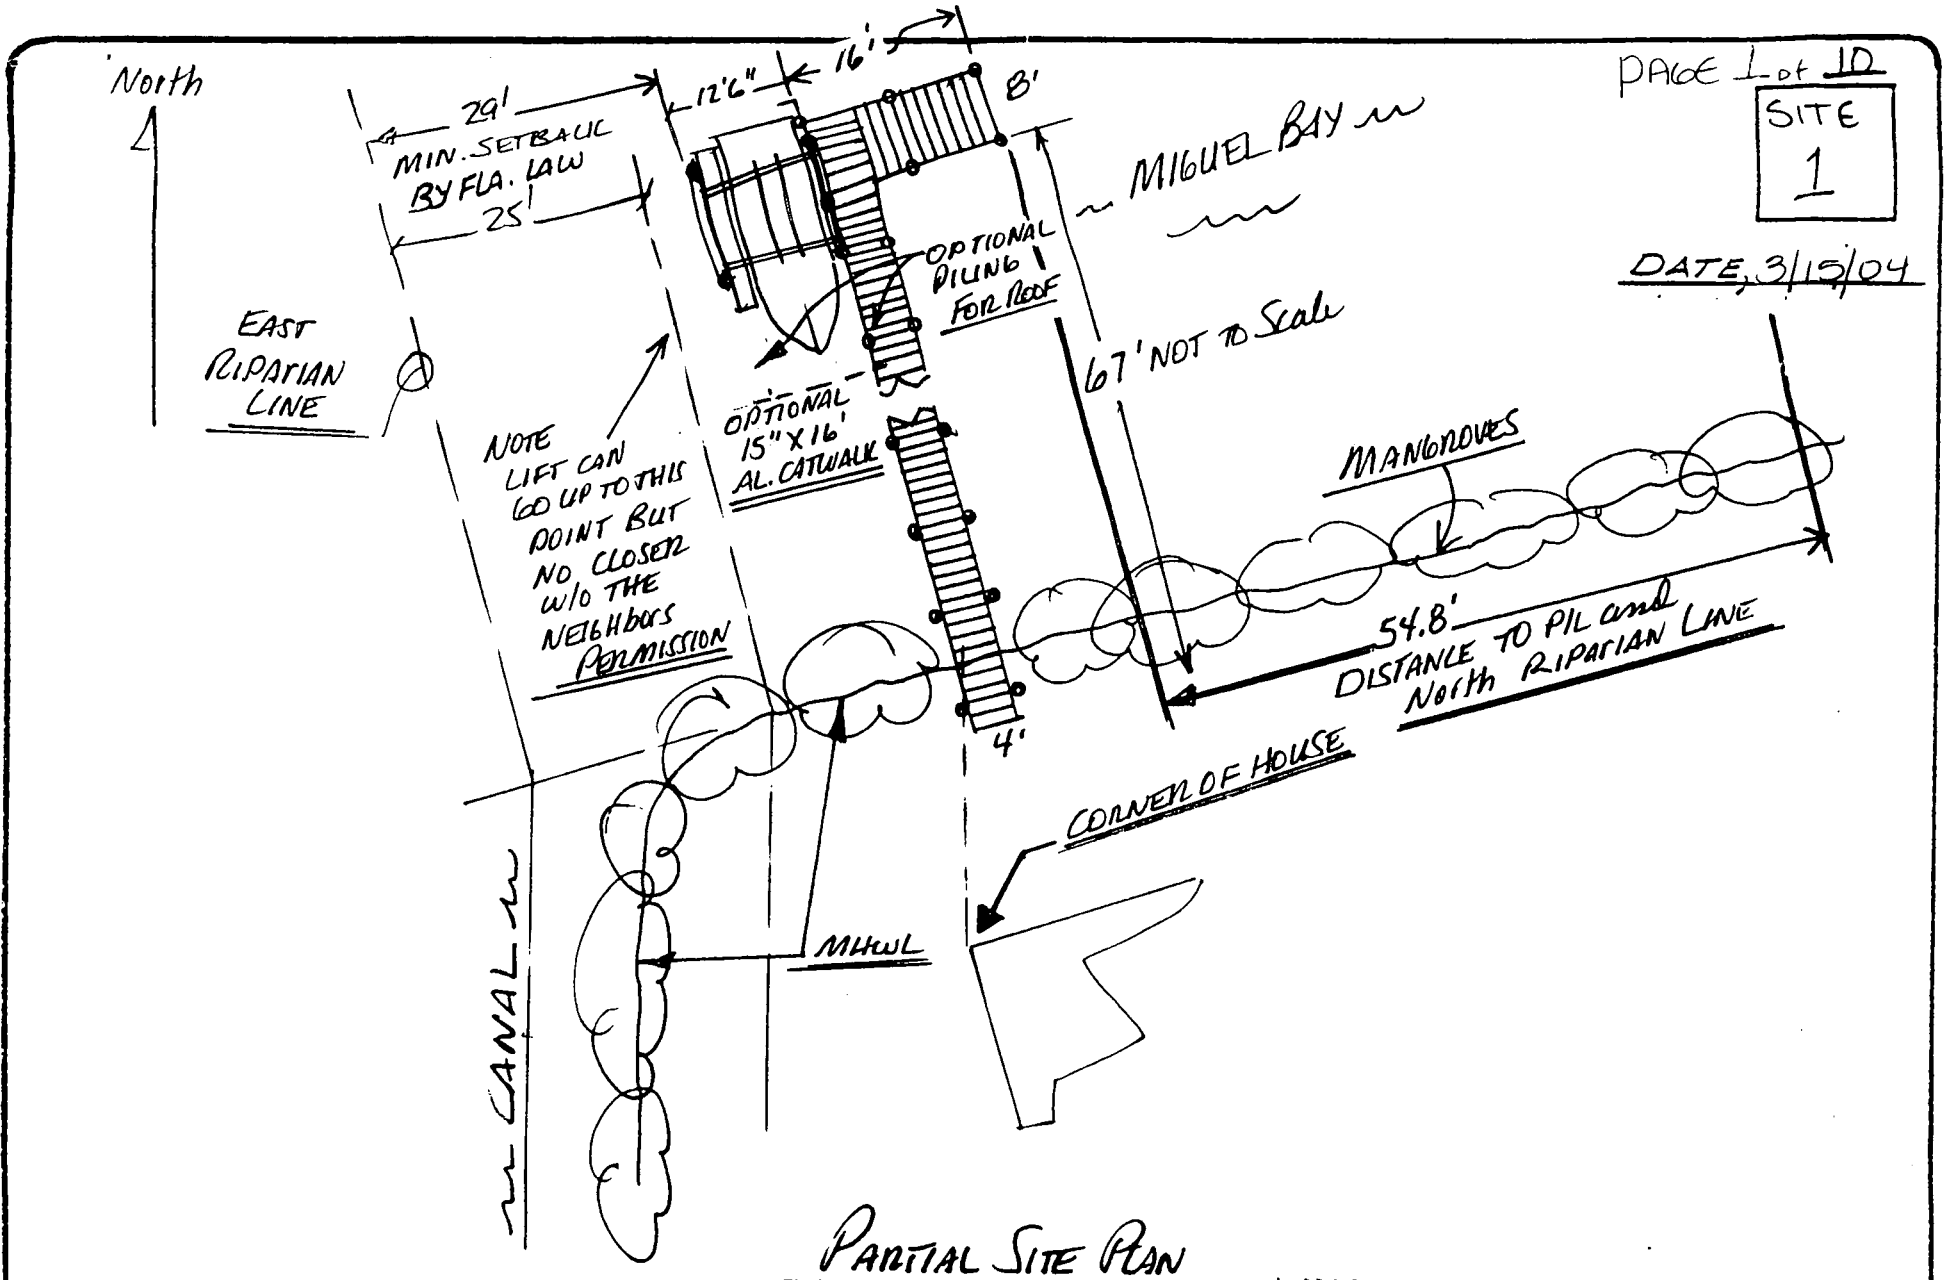 North
PAGE 1 of 10
SITE
1
DATE, 3/15/04
29'
MIN. SETBACK
BY FLA. LAW
25'
12'6"
16'
8'
~ MIGUEL BAY ~
OPTIONAL
PILING
FOR ROOF
67' NOT TO Scale
EAST
RIPARIAN
LINE
NOTE
LIFT CAN
GO UP TO THIS
POINT BUT
NO CLOSER
W/O THE
NEIGHbORS
PERMISSION
OPTIONAL
15" X 16'
AL. CATWALK
MANGROVES
54.8'
DISTANCE TO P/L and
North RIPARIAN LINE
4'
CORNER OF HOUSE
MHWL
~ CANAL ~
PARTIAL SITE PLAN